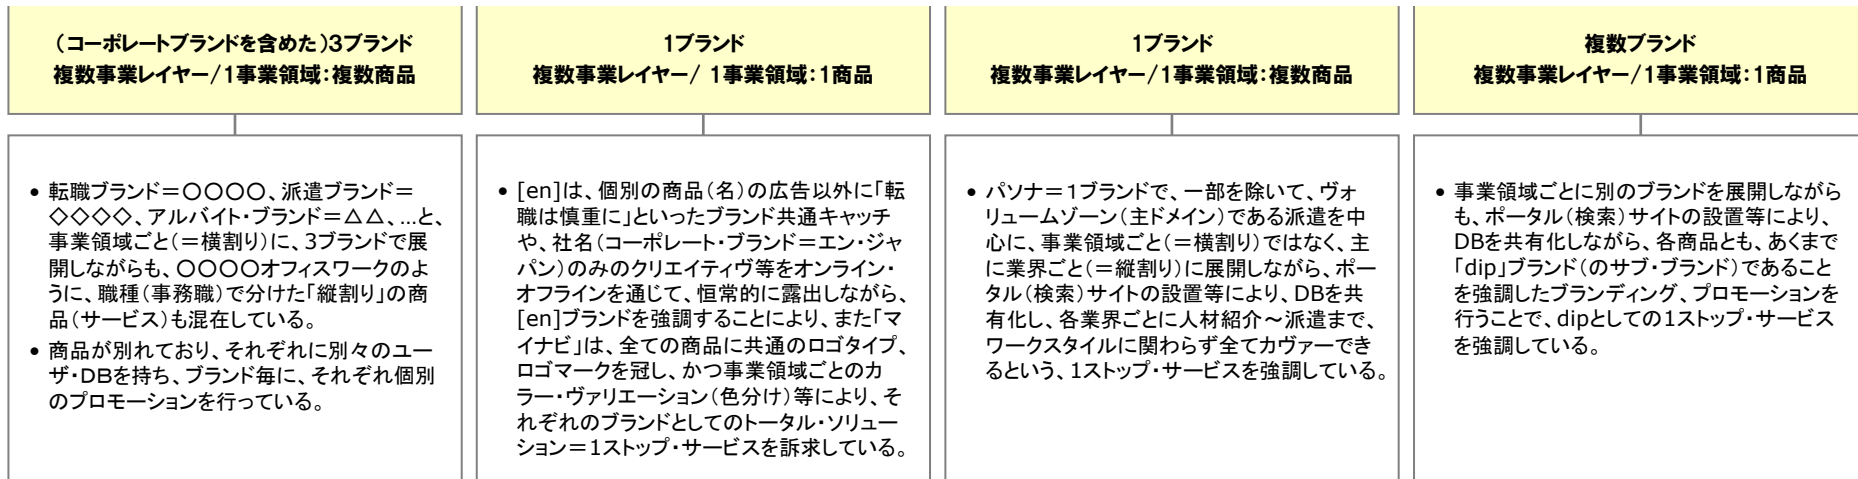 （コーポレートブランドを含めた）3ブランド
複数事業レイヤー/1事業領域：複数商品
• 転職ブランド＝〇〇〇〇、派遣ブランド＝
◇◇◇◇、アルバイト・ブランド＝△△、…と、
事業領域ごと（＝横割り）に、3ブランドで展
開しながらも、〇〇〇〇オフィスワークのよ
うに、職種（事務職）で分けた「縦割り」の商
品（サービス）も混在している。
• 商品が別れており、それぞれに別々のユー
ザ・DBを持ち、ブランド毎に、それぞれ個別
のプロモーションを行っている。
1ブランド
複数事業レイヤー/ 1事業領域：1商品
• [en]は、個別の商品（名）の広告以外に「転
職は慎重に」といったブランド共通キャッチ
や、社名（コーポレート・ブランド＝エン・ジャ
パン）のみのクリエイティヴ等をオンライン・
オフラインを通じて、恒常的に露出しながら、
[en]ブランドを強調することにより、また「マ
イナビ」は、全ての商品に共通のロゴタイプ、
ロゴマークを冠し、かつ事業領域ごとのカ
ラー・ヴァリエーション（色分け）等により、そ
れぞれのブランドとしてのトータル・ソリュー
ション＝1ストップ・サービスを訴求している。
1ブランド
複数事業レイヤー/1事業領域：複数商品
• パソナ＝１ブランドで、一部を除いて、ヴォ
リュームゾーン（主ドメイン）である派遣を中
心に、事業領域ごと（＝横割り）ではなく、主
に業界ごと（＝縦割り）に展開しながら、ポー
タル（検索）サイトの設置等により、DBを共
有化し、各業界ごとに人材紹介～派遣まで、
ワークスタイルに関わらず全てカヴァーでき
るという、1ストップ・サービスを強調している。
複数ブランド
複数事業レイヤー/1事業領域：1商品
• 事業領域ごとに別のブランドを展開しながら
も、ポータル（検索）サイトの設置等により、
DBを共有化しながら、各商品とも、あくまで
「dip」ブランド（のサブ・ブランド）であること
を強調したブランディング、プロモーションを
行うことで、dipとしての1ストップ・サービス
を強調している。